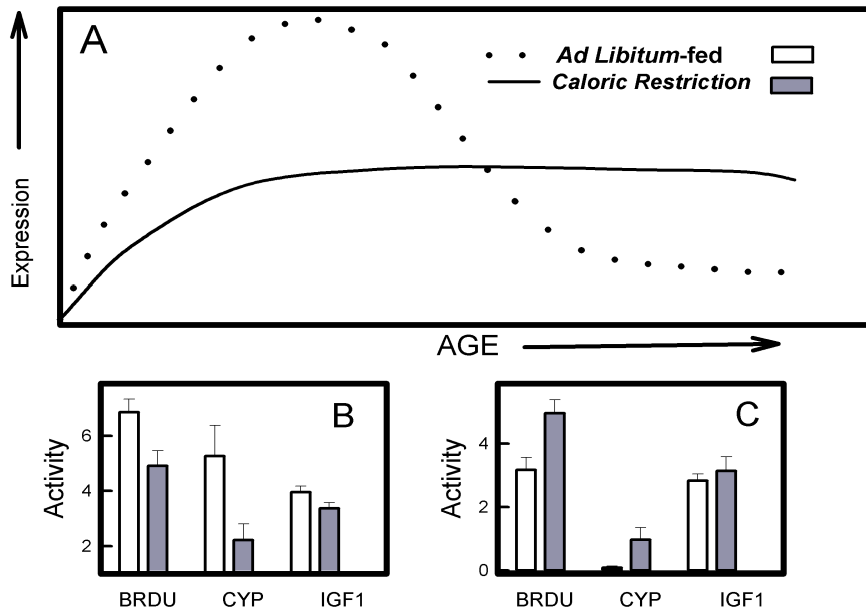 A
Ad Libitum-fed
Caloric Restriction
Expression
AGE
B
Activity
6
4
2
BRDU CYP IGF1
C
Activity
4
2
0
BRDU CYP IGF1